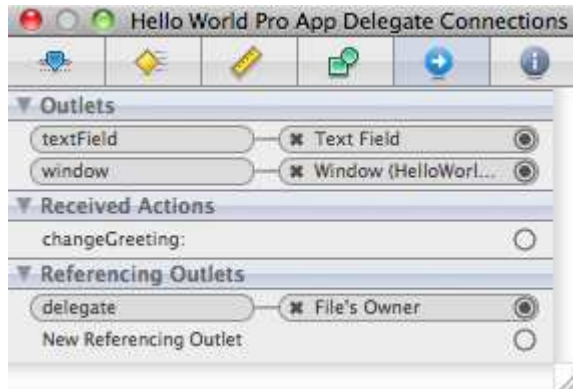 Hello World Pro App Delegate Connections
Outlets
textField Text Field
window Window (HelloWorl...
Received Actions
changeGreeting:
Referencing Outlets
delegate File's Owner
New Referencing Outlet